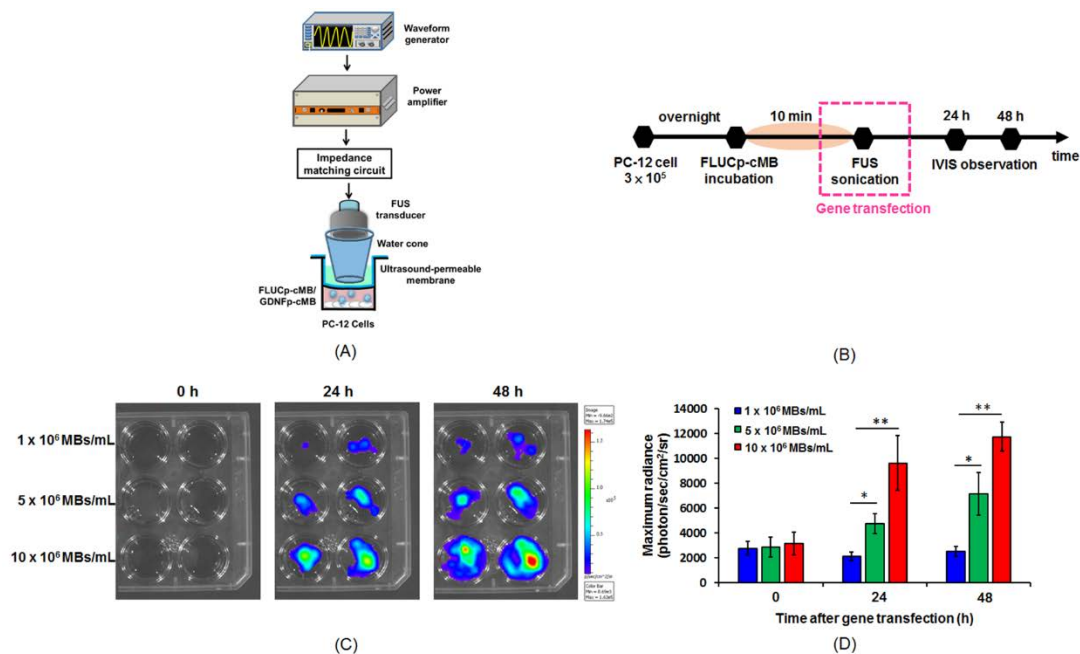 Waveform
generator
Power
amplifier
Impedance
matching circuit
FUS
transducer
Water cone
Ultrasound-permeable
membrane
FLUCp-cMB/
GDNFp-cMB
PC-12 Cells
(A)
overnight
10 min
24 h
48 h
PC-12 cell
3 × 10⁵
FLUCp-cMB
incubation
FUS
sonication
IVIS observation
time
Gene transfection
(B)
0 h
24 h
48 h
1 x 10⁶ MBs/mL
5 x 10⁶ MBs/mL
10 x 10⁶ MBs/mL
Image
Color Bar
(C)
1 x 10⁶ MBs/mL
5 x 10⁶ MBs/mL
10 x 10⁶ MBs/mL
Maximum radiance
(photon/sec/cm²/sr)
14000
12000
10000
8000
6000
4000
2000
0
*
**
*
**
0
24
48
Time after gene transfection (h)
(D)